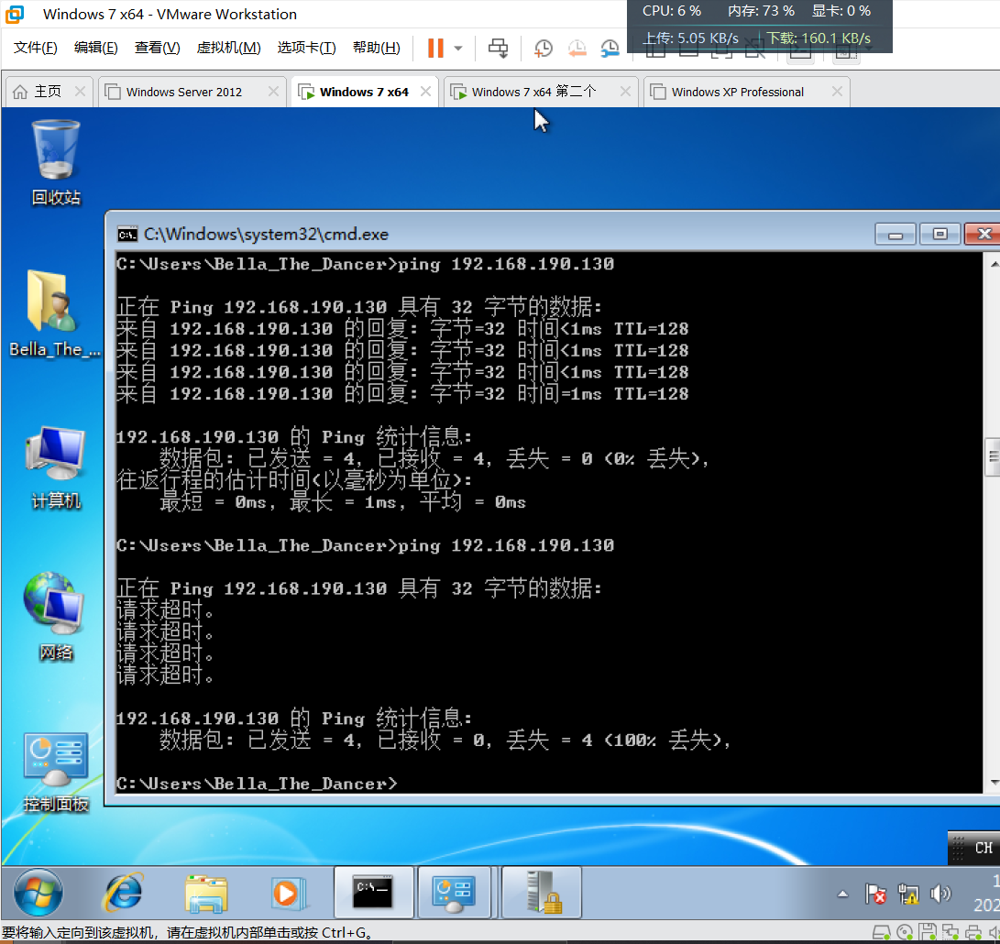 Windows 7 x64 - VMware Workstation
CPU: 6 % 内存: 73 % 显卡: 0 %
上传: 5.05 KB/s 下载: 160.1 KB/s
文件(F) 编辑(E) 查看(V) 虚拟机(M) 选项卡(T) 帮助(H)
主页 Windows Server 2012 Windows 7 x64 Windows 7 x64 第二个 Windows XP Professional
回收站
Bella_The_...
计算机
网络
控制面板
C:\Windows\system32\cmd.exe
C:\Users\Bella_The_Dancer>ping 192.168.190.130
正在 Ping 192.168.190.130 具有 32 字节的数据:
来自 192.168.190.130 的回复: 字节=32 时间<1ms TTL=128
来自 192.168.190.130 的回复: 字节=32 时间<1ms TTL=128
来自 192.168.190.130 的回复: 字节=32 时间<1ms TTL=128
来自 192.168.190.130 的回复: 字节=32 时间=1ms TTL=128
192.168.190.130 的 Ping 统计信息:
数据包: 已发送 = 4, 已接收 = 4, 丢失 = 0 (0% 丢失),
往返行程的估计时间(以毫秒为单位):
最短 = 0ms, 最长 = 1ms, 平均 = 0ms
C:\Users\Bella_The_Dancer>ping 192.168.190.130
正在 Ping 192.168.190.130 具有 32 字节的数据:
请求超时。
请求超时。
请求超时。
请求超时。
192.168.190.130 的 Ping 统计信息:
数据包: 已发送 = 4, 已接收 = 0, 丢失 = 4 (100% 丢失),
C:\Users\Bella_The_Dancer>
CH
要将输入定向到该虚拟机，请在虚拟机内部单击或按 Ctrl+G。